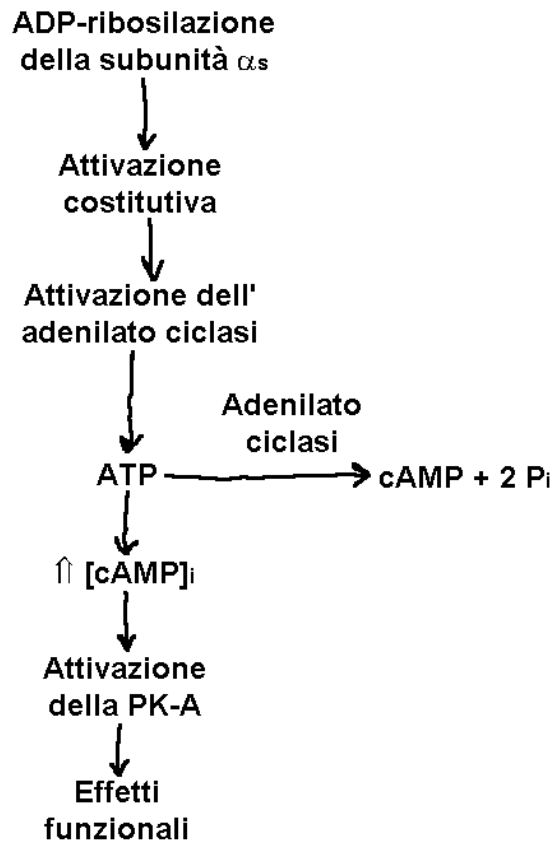 ADP-ribosilazione
della subunità αs
Attivazione
costitutiva
Attivazione dell'
adenilato ciclasi
Adenilato
ciclasi
ATP
cAMP + 2 Pi
⇑ [cAMP]i
Attivazione
della PK-A
Effetti
funzionali